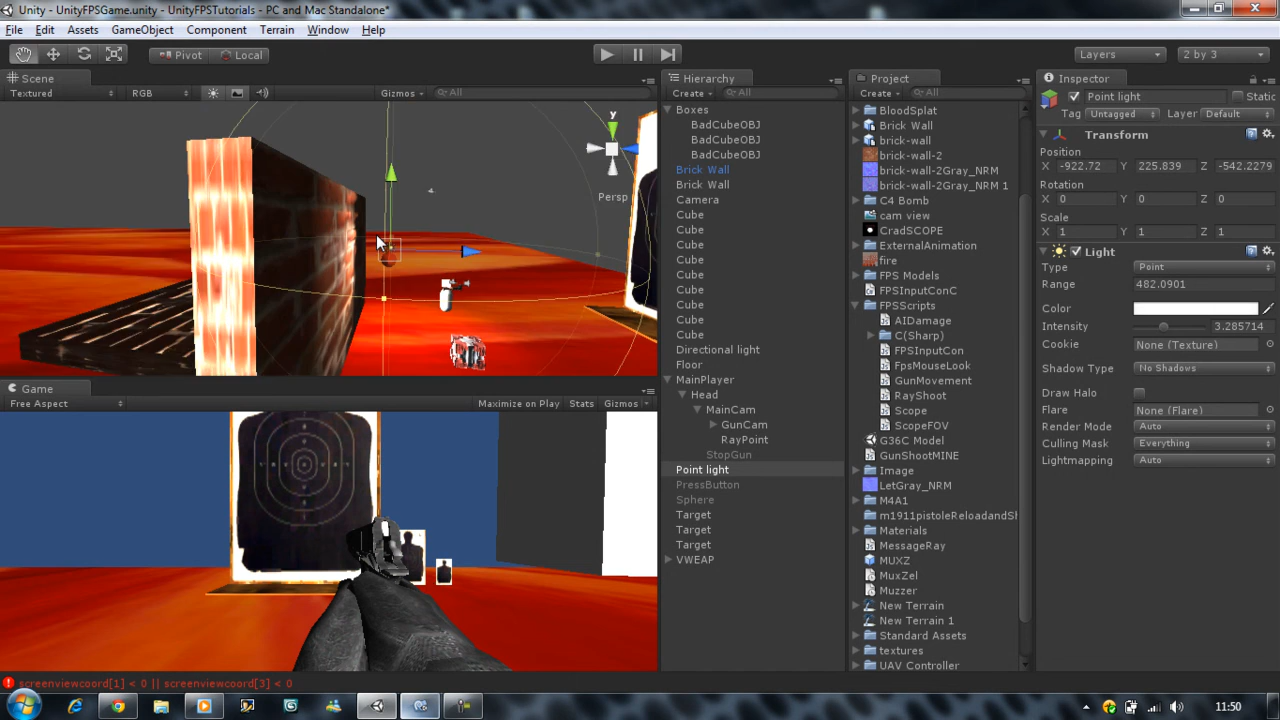 Unity - UnityFPSGame.unity - UnityFPSTutorials - PC and Mac Standalone*
File Edit Assets GameObject Component Terrain Window Help
Pivot Local Layers 2 by 3
Scene
Textured RGB Gizmos All
y
Persp
Game
Free Aspect Maximize on Play Stats Gizmos
Hierarchy
Create All
Boxes
BadCubeOBJ
BadCubeOBJ
BadCubeOBJ
Brick Wall
Brick Wall
Camera
Cube
Cube
Cube
Cube
Cube
Cube
Cube
Cube
Cube
Directional light
Floor
MainPlayer
Head
MainCam
GunCam
RayPoint
StopGun
Point light
PressButton
Sphere
Target
Target
Target
VWEAP
Project
Create All
BloodSplat
Brick Wall
brick-wall
brick-wall-2
brick-wall-2Gray_NRM
brick-wall-2Gray_NRM 1
C4 Bomb
cam view
CradSCOPE
ExternalAnimation
fire
FPS Models
FPSInputConC
FPSScripts
AIDamage
C(Sharp)
FPSInputCon
FpsMouseLook
GunMovement
RayShoot
Scope
ScopeFOV
G36C Model
GunShootMINE
Image
LetGray_NRM
M4A1
m1911pistoleReloadandSh
Materials
MessageRay
MUXZ
MuxZel
Muzzer
New Terrain
New Terrain 1
Standard Assets
textures
UAV Controller
Inspector
Point light Static
Tag Untagged Layer Default
Transform
Position
X -922.72 Y 225.839 Z -542.2279
Rotation
X 0 Y 0 Z 0
Scale
X 1 Y 1 Z 1
Light
Type Point
Range 482.0901
Color
Intensity 3.285714
Cookie None (Texture)
Shadow Type No Shadows
Draw Halo
Flare None (Flare)
Render Mode Auto
Culling Mask Everything
Lightmapping Auto
screenviewcoord[1] < 0 || screenviewcoord[3] < 0
11:50